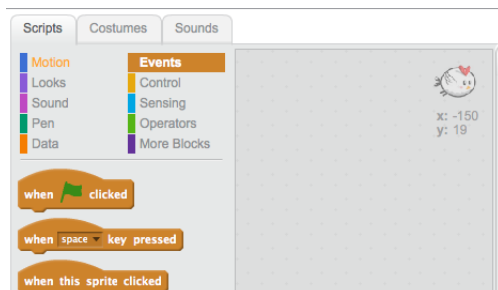 Scripts Costumes Sounds
Motion Events
Looks Control
Sound Sensing
Pen Operators
Data More Blocks
x: -150
y: 19
when clicked
when space key pressed
when this sprite clicked